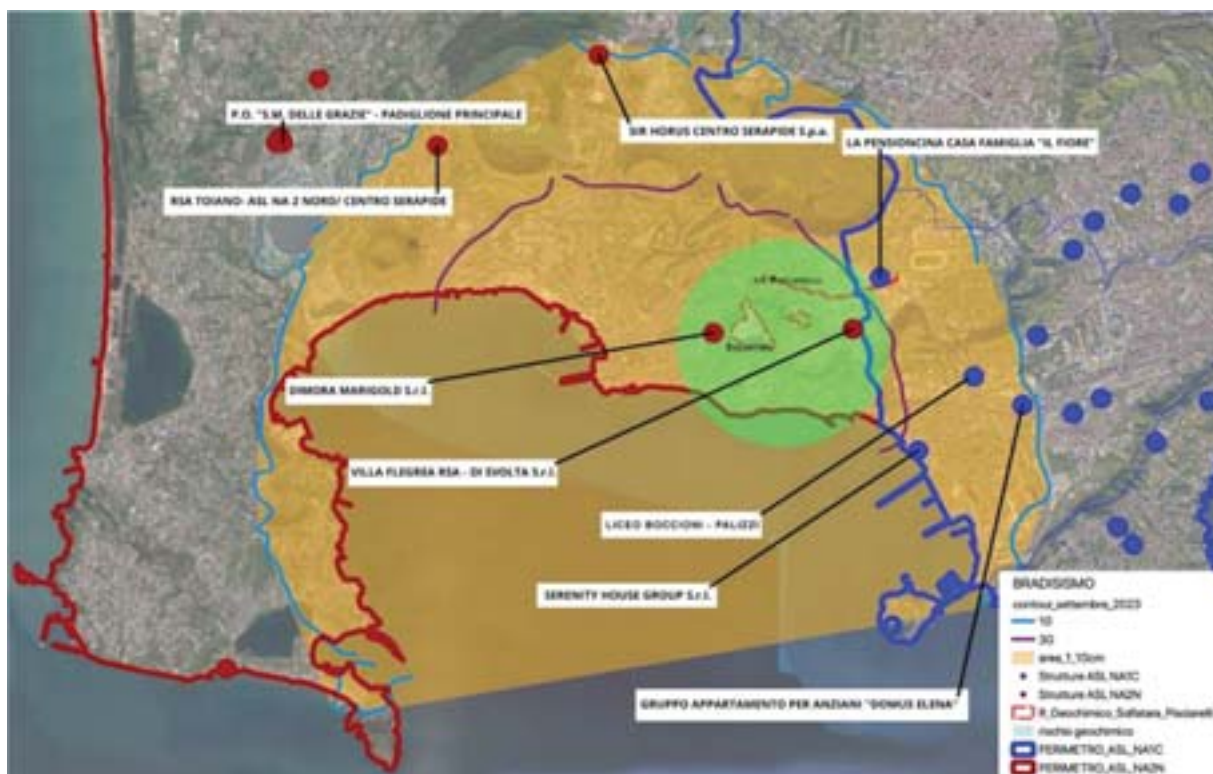 P.O. "S.M. DELLE GRAZIE" - PADIGLIONE PRINCIPALE
SIR HORUS CENTRO SERAPIDE S.p.a.
LA PENSIONCINA CASA FAMIGLIA "IL FIORE"
RSA TOIANO- ASL NA 2 NORD/ CENTRO SERAPIDE
DIMORA MARIGOLD S.r.l.
VILLA FLEGREA RSA - DI SVOLTA S.r.l.
LICEO BOCCIONI - PALIZZI
SERENITY HOUSE GROUP S.r.l.
GRUPPO APPARTAMENTO PER ANZIANI "DOMUS ELENA"
BRADISISMO
contour_settembre_2023
10
30
area_1_10cm
Strutture ASL NA1C
Strutture ASL NA2N
R_Geochimico_Solfatara_Pisciarelli
rischio geochimico
PERIMETRO_ASL_NA1C
PERIMETRO_ASL_NA2N